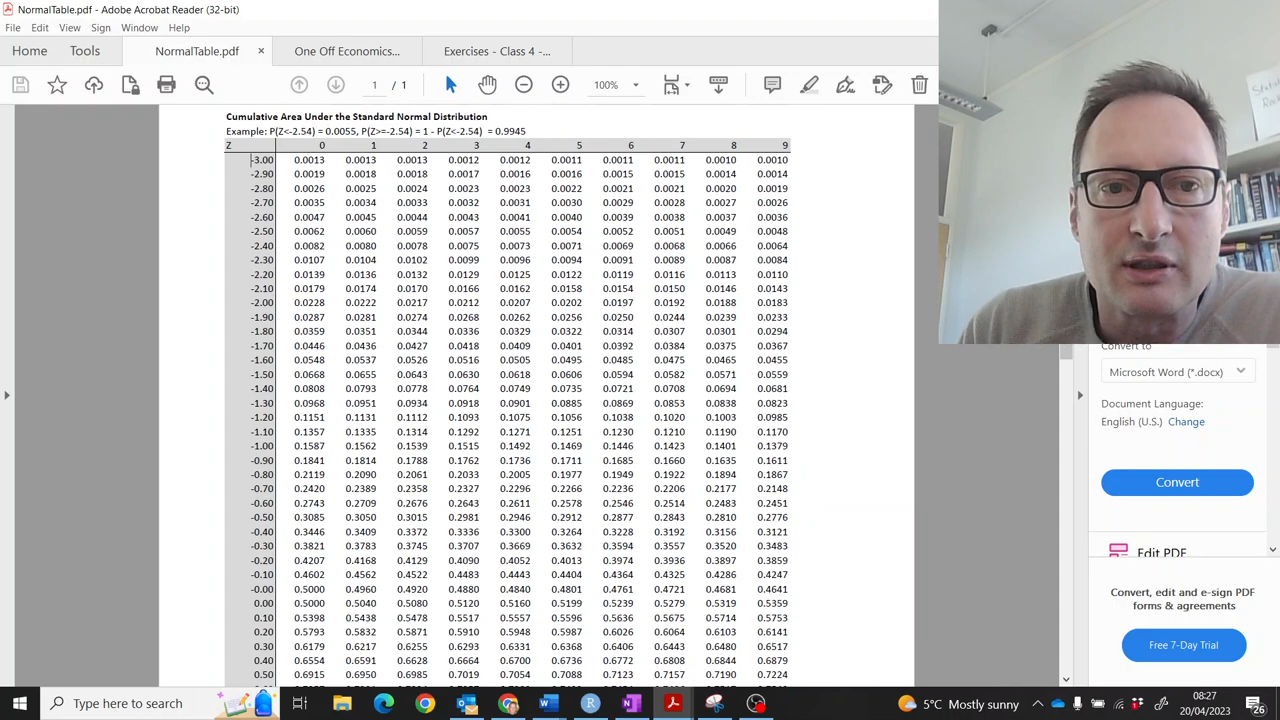 NormalTable.pdf - Adobe Acrobat Reader (32-bit)
File Edit View Sign Window Help
Home Tools NormalTable.pdf × One Off Economics... Exercises - Class 4 -...
1 / 1 100%
Cumulative Area Under the Standard Normal Distribution
Example: P(Z<-2.54) = 0.0055, P(Z>=-2.54) = 1 - P(Z<-2.54) = 0.9945
Z 0 1 2 3 4 5 6 7 8 9
-3.00 0.0013 0.0013 0.0013 0.0012 0.0012 0.0011 0.0011 0.0011 0.0010 0.0010
-2.90 0.0019 0.0018 0.0018 0.0017 0.0016 0.0016 0.0015 0.0015 0.0014 0.0014
-2.80 0.0026 0.0025 0.0024 0.0023 0.0023 0.0022 0.0021 0.0021 0.0020 0.0019
-2.70 0.0035 0.0034 0.0033 0.0032 0.0031 0.0030 0.0029 0.0028 0.0027 0.0026
-2.60 0.0047 0.0045 0.0044 0.0043 0.0041 0.0040 0.0039 0.0038 0.0037 0.0036
-2.50 0.0062 0.0060 0.0059 0.0057 0.0055 0.0054 0.0052 0.0051 0.0049 0.0048
-2.40 0.0082 0.0080 0.0078 0.0075 0.0073 0.0071 0.0069 0.0068 0.0066 0.0064
-2.30 0.0107 0.0104 0.0102 0.0099 0.0096 0.0094 0.0091 0.0089 0.0087 0.0084
-2.20 0.0139 0.0136 0.0132 0.0129 0.0125 0.0122 0.0119 0.0116 0.0113 0.0110
-2.10 0.0179 0.0174 0.0170 0.0166 0.0162 0.0158 0.0154 0.0150 0.0146 0.0143
-2.00 0.0228 0.0222 0.0217 0.0212 0.0207 0.0202 0.0197 0.0192 0.0188 0.0183
-1.90 0.0287 0.0281 0.0274 0.0268 0.0262 0.0256 0.0250 0.0244 0.0239 0.0233
-1.80 0.0359 0.0351 0.0344 0.0336 0.0329 0.0322 0.0314 0.0307 0.0301 0.0294
-1.70 0.0446 0.0436 0.0427 0.0418 0.0409 0.0401 0.0392 0.0384 0.0375 0.0367
-1.60 0.0548 0.0537 0.0526 0.0516 0.0505 0.0495 0.0485 0.0475 0.0465 0.0455
-1.50 0.0668 0.0655 0.0643 0.0630 0.0618 0.0606 0.0594 0.0582 0.0571 0.0559
-1.40 0.0808 0.0793 0.0778 0.0764 0.0749 0.0735 0.0721 0.0708 0.0694 0.0681
-1.30 0.0968 0.0951 0.0934 0.0918 0.0901 0.0885 0.0869 0.0853 0.0838 0.0823
-1.20 0.1151 0.1131 0.1112 0.1093 0.1075 0.1056 0.1038 0.1020 0.1003 0.0985
-1.10 0.1357 0.1335 0.1314 0.1292 0.1271 0.1251 0.1230 0.1210 0.1190 0.1170
-1.00 0.1587 0.1562 0.1539 0.1515 0.1492 0.1469 0.1446 0.1423 0.1401 0.1379
-0.90 0.1841 0.1814 0.1788 0.1762 0.1736 0.1711 0.1685 0.1660 0.1635 0.1611
-0.80 0.2119 0.2090 0.2061 0.2033 0.2005 0.1977 0.1949 0.1922 0.1894 0.1867
-0.70 0.2420 0.2389 0.2358 0.2327 0.2296 0.2266 0.2236 0.2206 0.2177 0.2148
-0.60 0.2743 0.2709 0.2676 0.2643 0.2611 0.2578 0.2546 0.2514 0.2483 0.2451
-0.50 0.3085 0.3050 0.3015 0.2981 0.2946 0.2912 0.2877 0.2843 0.2810 0.2776
-0.40 0.3446 0.3409 0.3372 0.3336 0.3300 0.3264 0.3228 0.3192 0.3156 0.3121
-0.30 0.3821 0.3783 0.3745 0.3707 0.3669 0.3632 0.3594 0.3557 0.3520 0.3483
-0.20 0.4207 0.4168 0.4129 0.4090 0.4052 0.4013 0.3974 0.3936 0.3897 0.3859
-0.10 0.4602 0.4562 0.4522 0.4483 0.4443 0.4404 0.4364 0.4325 0.4286 0.4247
-0.00 0.5000 0.4960 0.4920 0.4880 0.4840 0.4801 0.4761 0.4721 0.4681 0.4641
0.00 0.5000 0.5040 0.5080 0.5120 0.5160 0.5199 0.5239 0.5279 0.5319 0.5359
0.10 0.5398 0.5438 0.5478 0.5517 0.5557 0.5596 0.5636 0.5675 0.5714 0.5753
0.20 0.5793 0.5832 0.5871 0.5910 0.5948 0.5987 0.6026 0.6064 0.6103 0.6141
0.30 0.6179 0.6217 0.6255 0.6293 0.6331 0.6368 0.6406 0.6443 0.6480 0.6517
0.40 0.6554 0.6591 0.6628 0.6664 0.6700 0.6736 0.6772 0.6808 0.6844 0.6879
0.50 0.6915 0.6950 0.6985 0.7019 0.7054 0.7088 0.7123 0.7157 0.7190 0.7224
Convert to
Microsoft Word (*.docx)
Document Language:
English (U.S.) Change
Convert
Edit PDF
Convert, edit and e-sign PDF
forms & agreements
Free 7-Day Trial
Type here to search
5°C Mostly sunny
08:27
20/04/2023
26